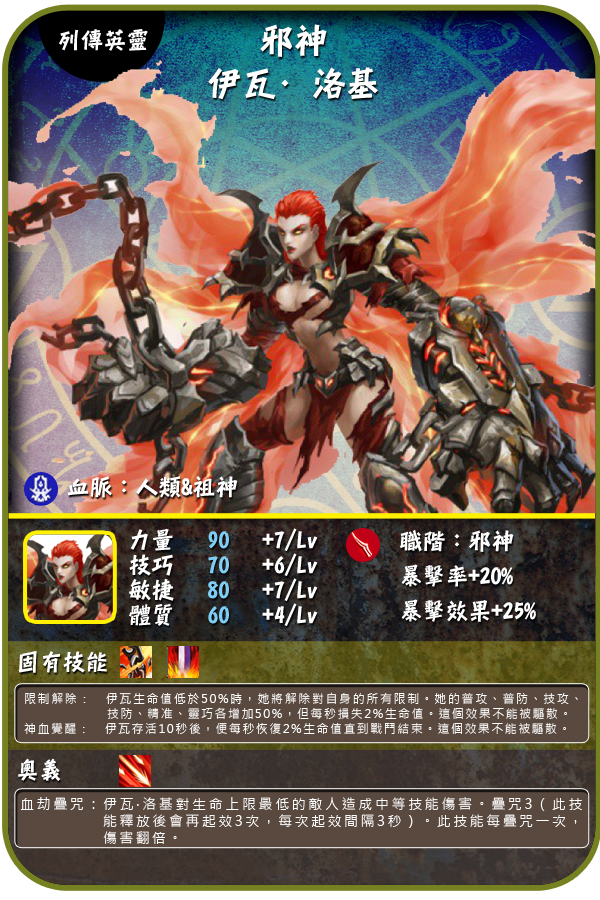 列傳英靈
邪神
伊瓦·洛基
血脈：人類&祖神
力量 90 +7/Lv
技巧 70 +6/Lv
敏捷 80 +7/Lv
體質 60 +4/Lv
職階：邪神
暴擊率+20%
暴擊效果+25%
固有技能
限制解除： 伊瓦生命值低於50%時，她將解除對自身的所有限制。她的普攻、普防、技攻、
技防、精准、靈巧各增加50%，但每秒損失2%生命值。這個效果不能被驅散。
神血覺醒： 伊瓦存活10秒後，便每秒恢復2%生命值直到戰鬥結束。這個效果不能被驅散。
奧義
血劫疊咒：伊瓦·洛基對生命上限最低的敵人造成中等技能傷害。疊咒3（此技
能釋放後會再起效3次，每次起效間隔3秒）。此技能每疊咒一次，
傷害翻倍。